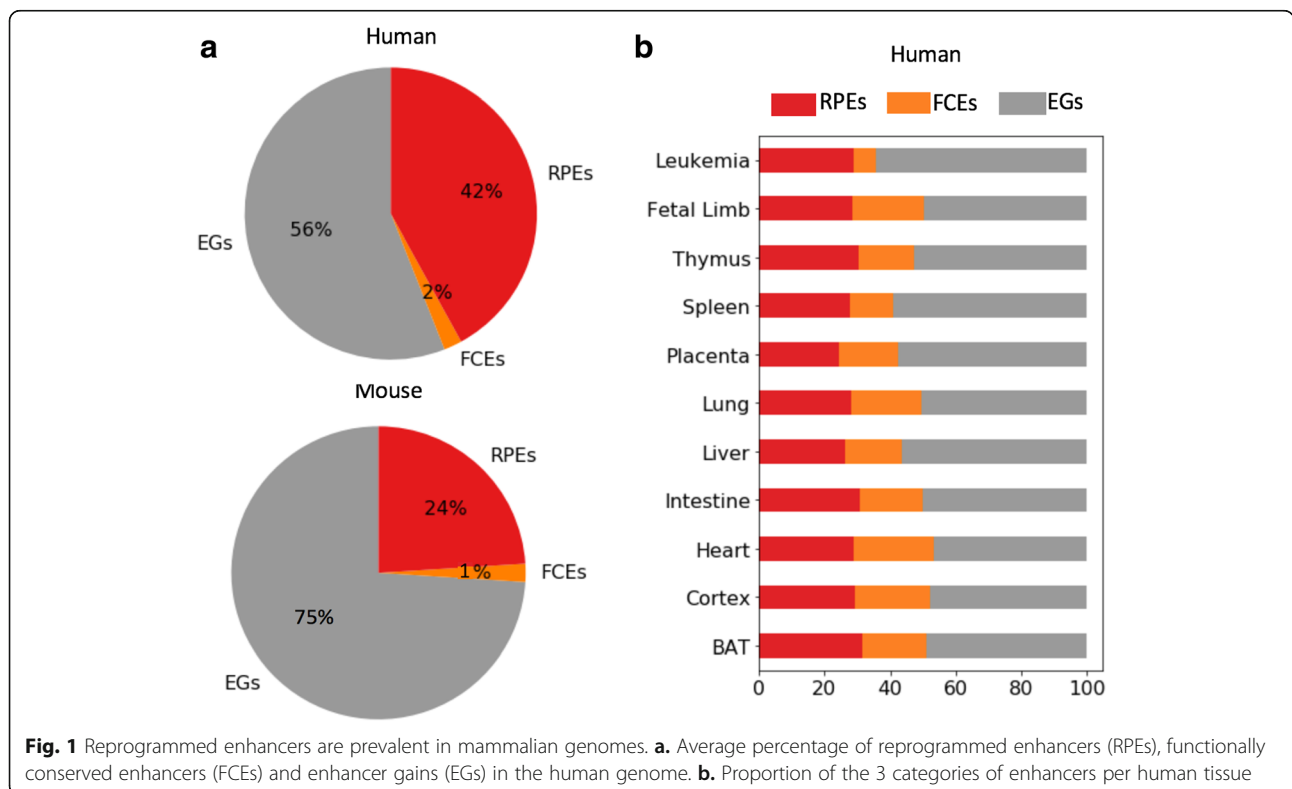 a
Human
RPEs
42%
56%
EGs
2%
FCEs
Mouse
RPEs
24%
1%
FCEs
75%
EGs
b
Human
RPEs FCEs EGs
Leukemia
Fetal Limb
Thymus
Spleen
Placenta
Lung
Liver
Intestine
Heart
Cortex
BAT
0 20 40 60 80 100
Fig. 1 Reprogrammed enhancers are prevalent in mammalian genomes. a. Average percentage of reprogrammed enhancers (RPEs), functionally
conserved enhancers (FCEs) and enhancer gains (EGs) in the human genome. b. Proportion of the 3 categories of enhancers per human tissue